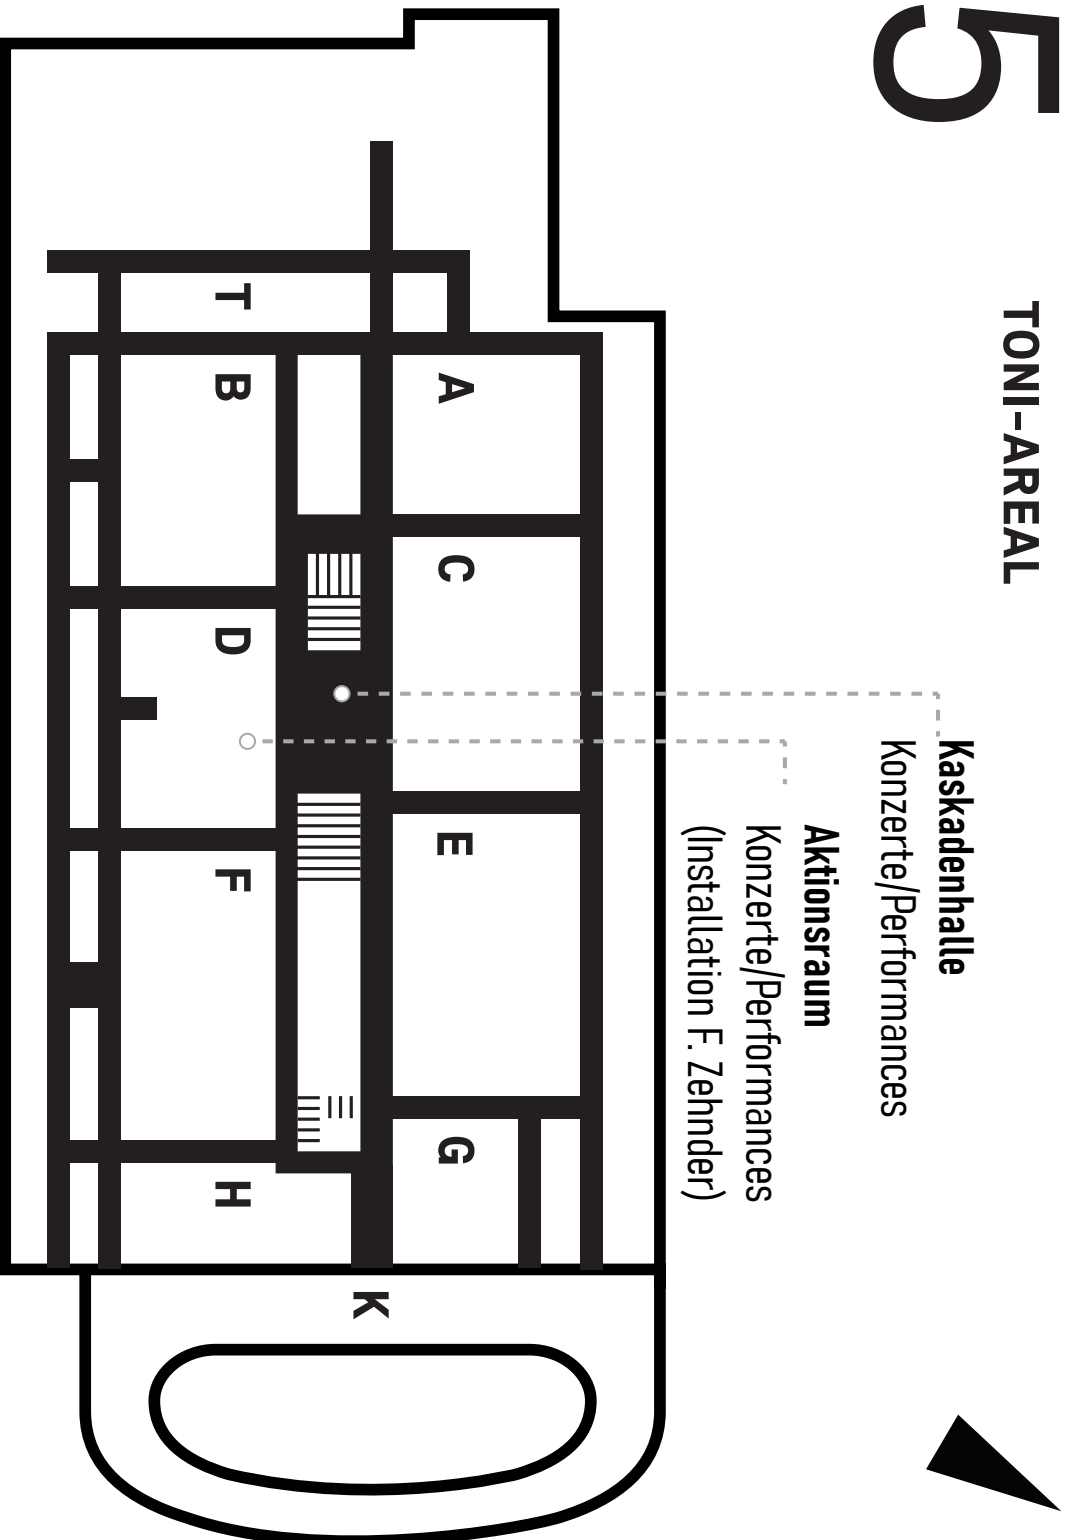 5
TONI-AREAL
Kaskadenhalle
Konzerte/Performances
Aktionsraum
Konzerte/Performances
(Installation F. Zehnder)
A
C
E
G
T
B
D
F
H
K